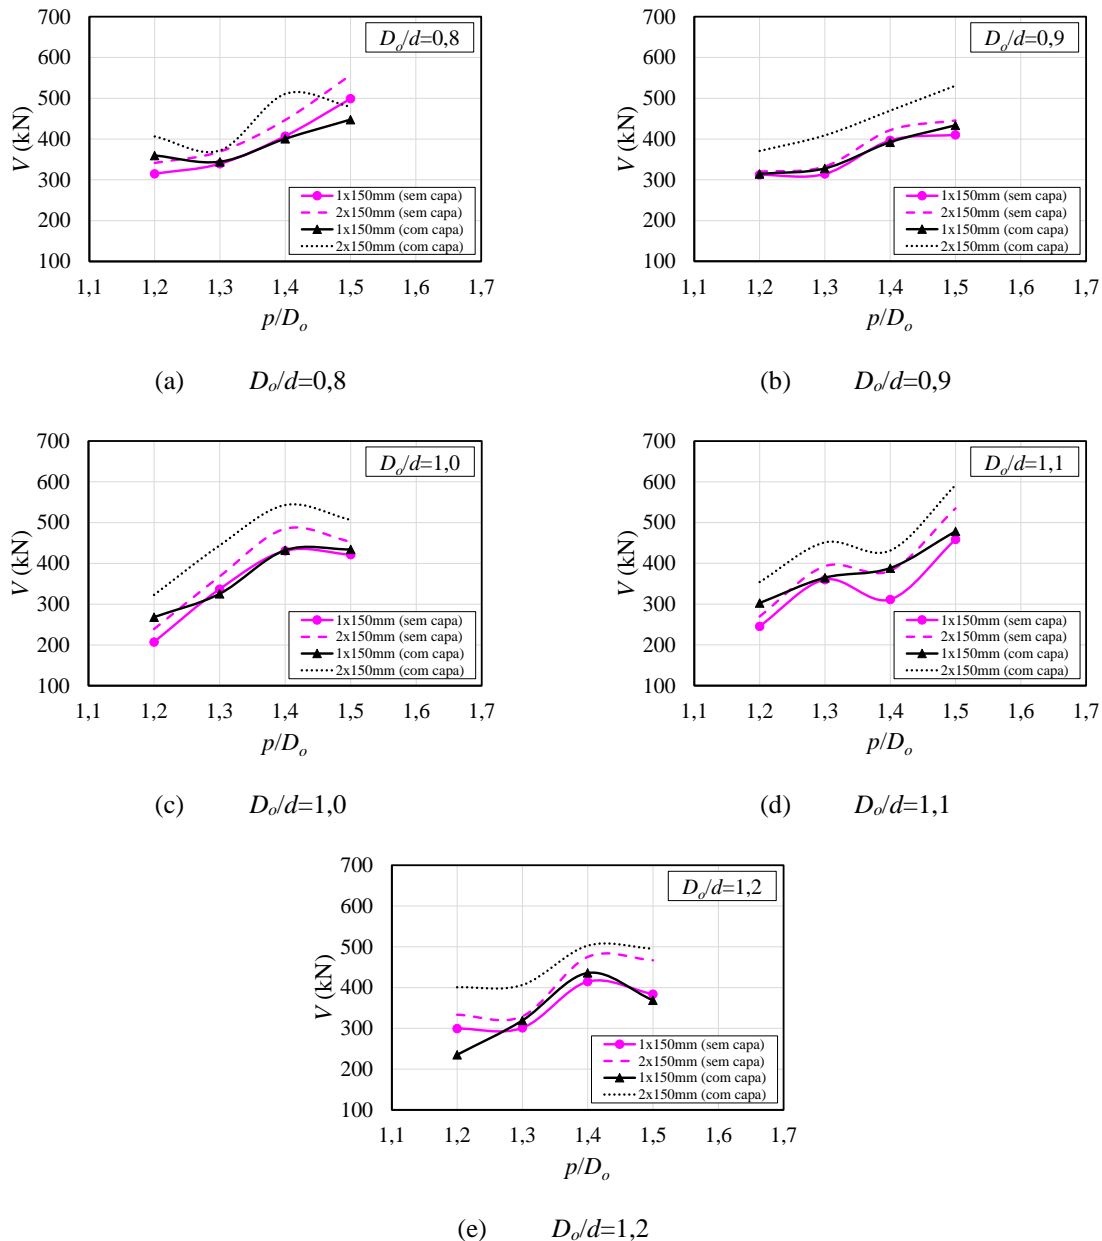 700
600
500
400
300
200
100
V (kN)
Do/d=0,8
1x150mm (sem capa)
2x150mm (sem capa)
1x150mm (com capa)
2x150mm (com capa)
1,1 1,2 1,3 1,4 1,5 1,6 1,7
p/Do
(a) Do/d=0,8
700
600
500
400
300
200
100
V (kN)
Do/d=0,9
1x150mm (sem capa)
2x150mm (sem capa)
1x150mm (com capa)
2x150mm (com capa)
1,1 1,2 1,3 1,4 1,5 1,6 1,7
p/Do
(b) Do/d=0,9
700
600
500
400
300
200
100
V (kN)
Do/d=1,0
1x150mm (sem capa)
2x150mm (sem capa)
1x150mm (com capa)
2x150mm (com capa)
1,1 1,2 1,3 1,4 1,5 1,6 1,7
p/Do
(c) Do/d=1,0
700
600
500
400
300
200
100
V (kN)
Do/d=1,1
1x150mm (sem capa)
2x150mm (sem capa)
1x150mm (com capa)
2x150mm (com capa)
1,1 1,2 1,3 1,4 1,5 1,6 1,7
p/Do
(d) Do/d=1,1
700
600
500
400
300
200
100
V (kN)
Do/d=1,2
1x150mm (sem capa)
2x150mm (sem capa)
1x150mm (com capa)
2x150mm (com capa)
1,1 1,2 1,3 1,4 1,5 1,6 1,7
p/Do
(e) Do/d=1,2